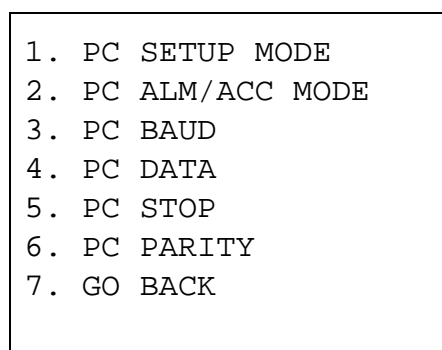 1. PC SETUP MODE
2. PC ALM/ACC MODE
3. PC BAUD
4. PC DATA
5. PC STOP
6. PC PARITY
7. GO BACK